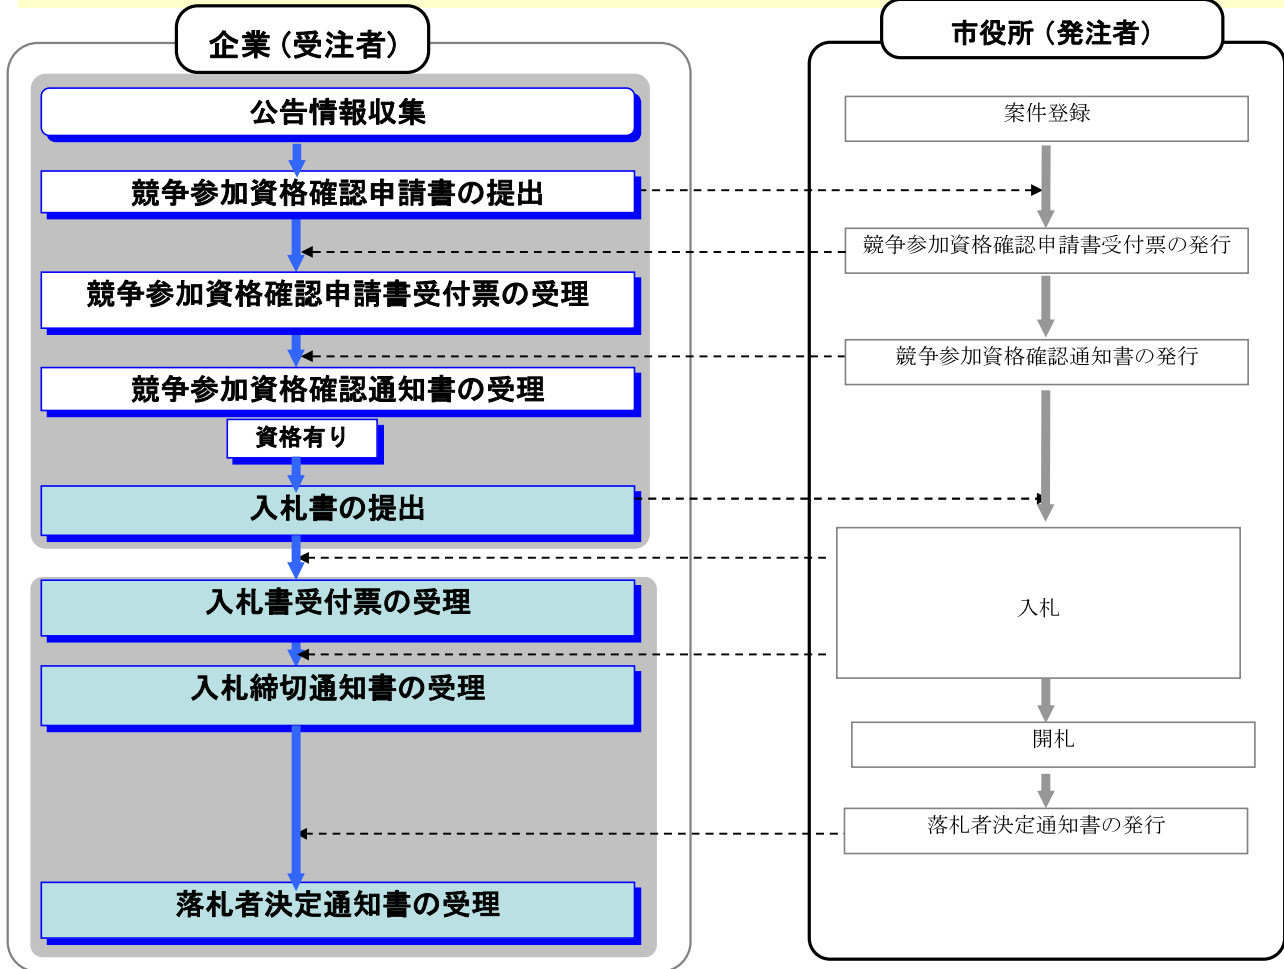 企業（受注者）
公告情報収集
競争参加資格確認申請書の提出
競争参加資格確認申請書受付票の受理
競争参加資格確認通知書の受理
資格有り
入札書の提出
入札書受付票の受理
入札締切通知書の受理
落札者決定通知書の受理
市役所（発注者）
案件登録
競争参加資格確認申請書受付票の発行
競争参加資格確認通知書の発行
入札
開札
落札者決定通知書の発行